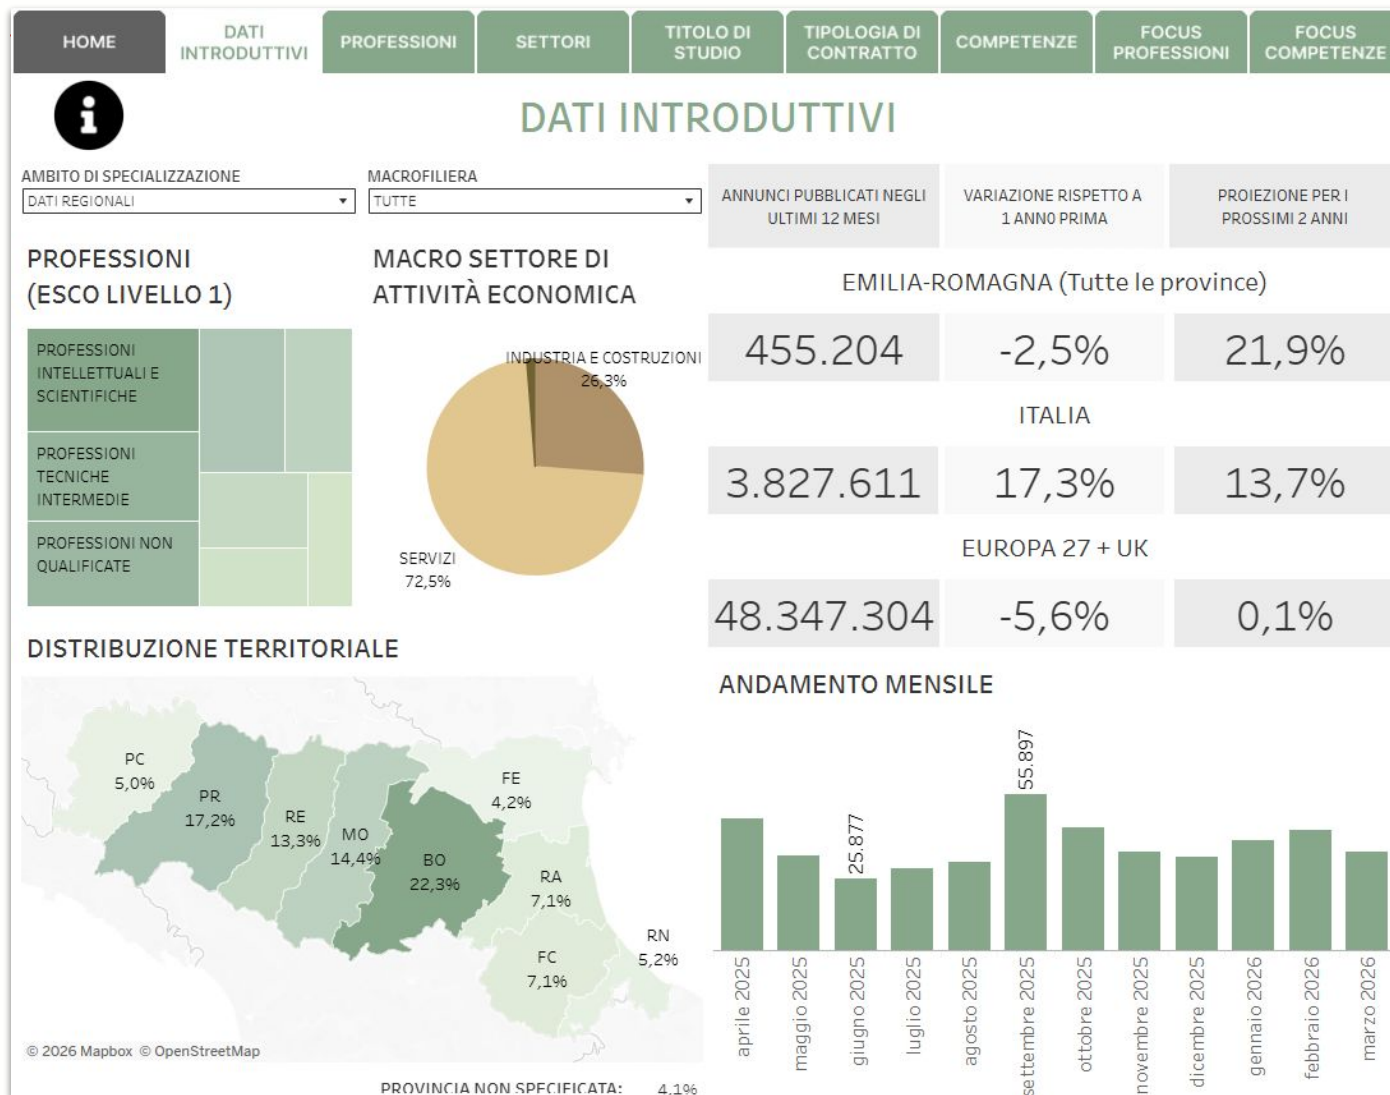 HOME
DATI
INTRODUTTIVI
PROFESSIONI
SETTORI
TITOLO DI
STUDIO
TIPOLOGIA DI
CONTRATTO
COMPETENZE
FOCUS
PROFESSIONI
FOCUS
COMPETENZE
i
DATI INTRODUTTIVI
AMBITO DI SPECIALIZZAZIONE
DATI REGIONALI
MACROFILIERA
TUTTE
ANNUNCI PUBBLICATI NEGLI
ULTIMI 12 MESI
VARIAZIONE RISPETTO A
1 ANN0 PRIMA
PROIEZIONE PER I
PROSSIMI 2 ANNI
PROFESSIONI
(ESCO LIVELLO 1)
PROFESSIONI
INTELLETTUALI E
SCIENTIFICHE
PROFESSIONI
TECNICHE
INTERMEDIE
PROFESSIONI NON
QUALIFICATE
MACRO SETTORE DI
ATTIVITÀ ECONOMICA
INDUSTRIA E COSTRUZIONI
26,3%
SERVIZI
72,5%
EMILIA-ROMAGNA (Tutte le province)
455.204
-2,5%
21,9%
ITALIA
3.827.611
17,3%
13,7%
EUROPA 27 + UK
48.347.304
-5,6%
0,1%
DISTRIBUZIONE TERRITORIALE
PC
5,0%
PR
17,2%
RE
13,3%
MO
14,4%
BO
22,3%
FE
4,2%
RA
7,1%
FC
7,1%
RN
5,2%
© 2026 Mapbox © OpenStreetMap
PROVINCIA NON SPECIFICATA: 4,1%
ANDAMENTO MENSILE
25.877
55.897
aprile 2025
maggio 2025
giugno 2025
luglio 2025
agosto 2025
settembre 2025
ottobre 2025
novembre 2025
dicembre 2025
gennaio 2026
febbraio 2026
marzo 2026